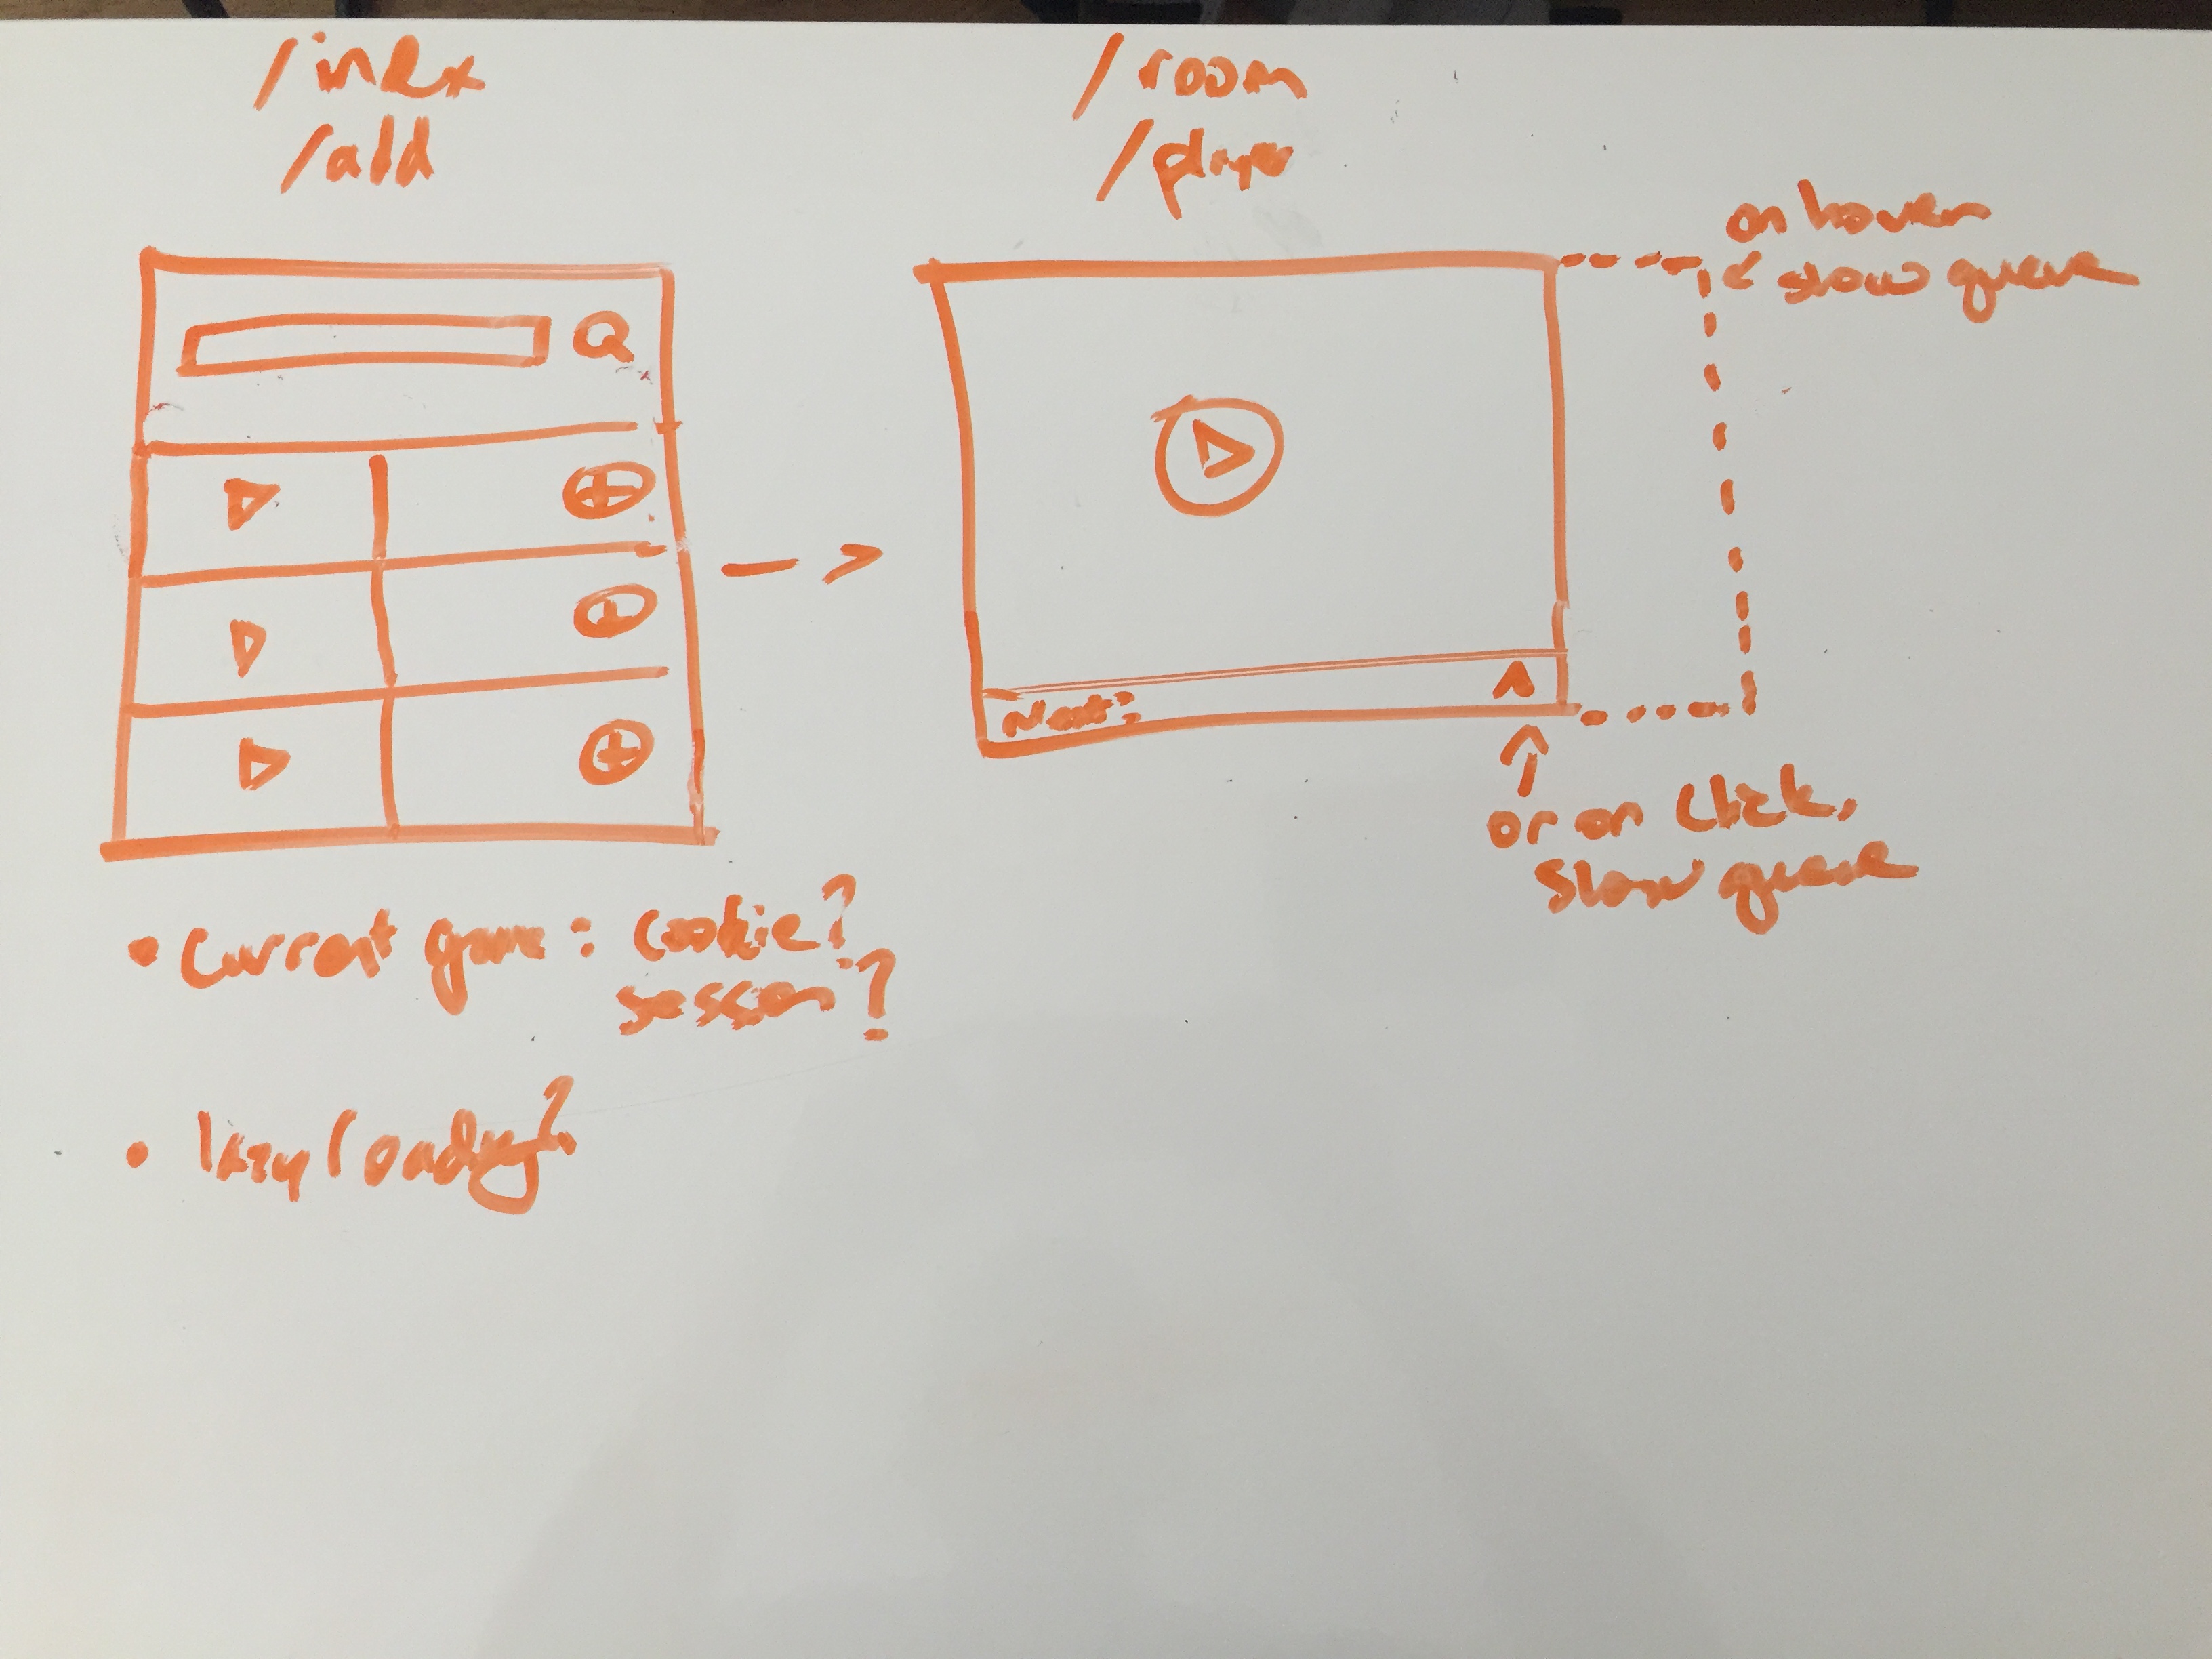 /index
/add
/room
/player
on hover
show queue
Next:
or on click,
show queue
• current game: cookie?
session?
• lazy loading?